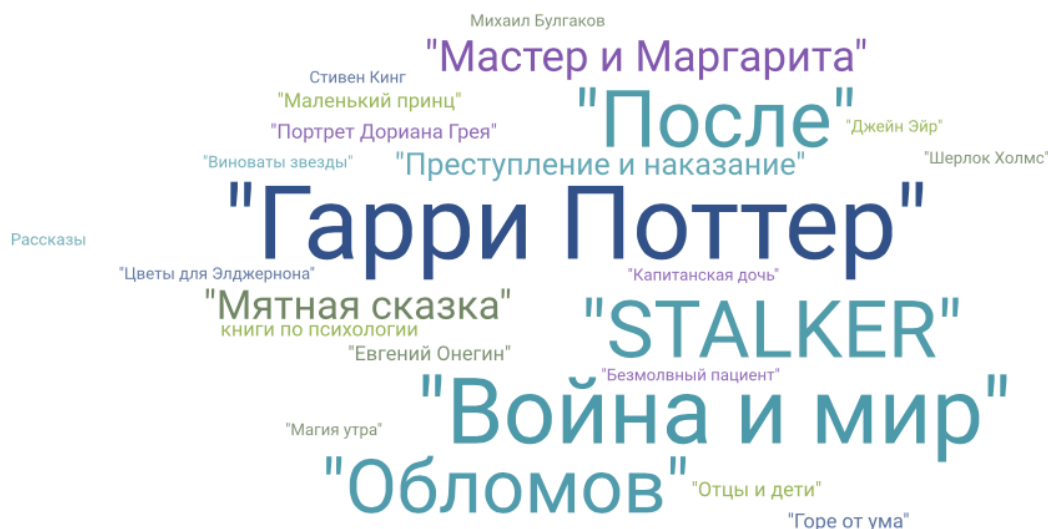 Михаил Булгаков
"Мастер и Маргарита"
Стивен Кинг
"Маленький принц"
"После"
"Джейн Эйр"
"Портрет Дориана Грея"
"Виноваты звезды"
"Преступление и наказание"
"Шерлок Холмс"
"Гарри Поттер"
Рассказы
"Цветы для Элджернона"
"Капитанская дочь"
"Мятная сказка"
"STALKER"
книги по психологии
"Евгений Онегин"
"Безмолвный пациент"
"Война и мир"
"Магия утра"
"Обломов"
"Отцы и дети"
"Горе от ума"